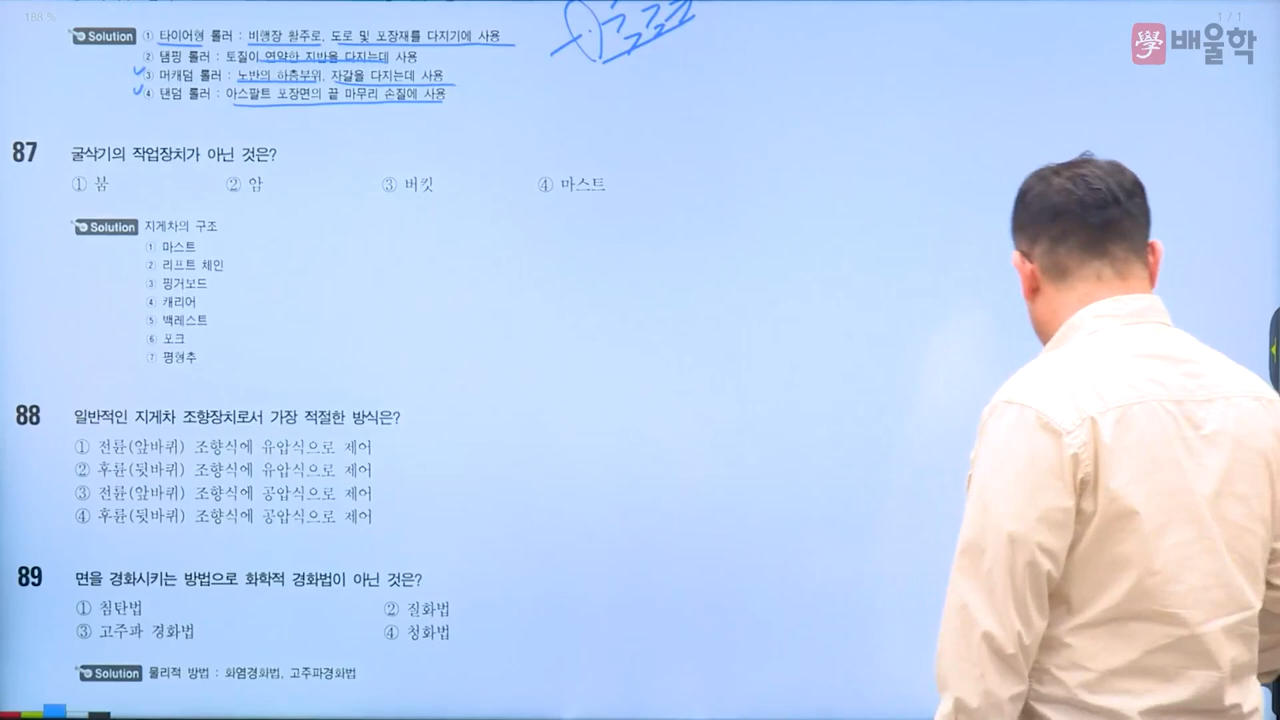 188 %
1 / 1
學 배울학
Solution ① 타이어형 롤러 : 비행장 활주로, 도로 및 포장재를 다지기에 사용
② 탬핑 롤러 : 토질이 연약한 지반을 다지는데 사용
③ 머캐덤 롤러 : 노반의 하층부위, 자갈을 다지는데 사용
④ 탠덤 롤러 : 아스팔트 포장면의 끝 마무리 손질에 사용
87 굴삭기의 작업장치가 아닌 것은?
① 붐 ② 암 ③ 버킷 ④ 마스트
Solution 지게차의 구조
① 마스트
② 리프트 체인
③ 핑거보드
④ 캐리어
⑤ 백레스트
⑥ 포크
⑦ 평형추
88 일반적인 지게차 조향장치로서 가장 적절한 방식은?
① 전륜(앞바퀴) 조향식에 유압식으로 제어
② 후륜(뒷바퀴) 조향식에 유압식으로 제어
③ 전륜(앞바퀴) 조향식에 공압식으로 제어
④ 후륜(뒷바퀴) 조향식에 공압식으로 제어
89 면을 경화시키는 방법으로 화학적 경화법이 아닌 것은?
① 침탄법 ② 질화법
③ 고주파 경화법 ④ 청화법
Solution 물리적 방법 : 화염경화법, 고주파경화법